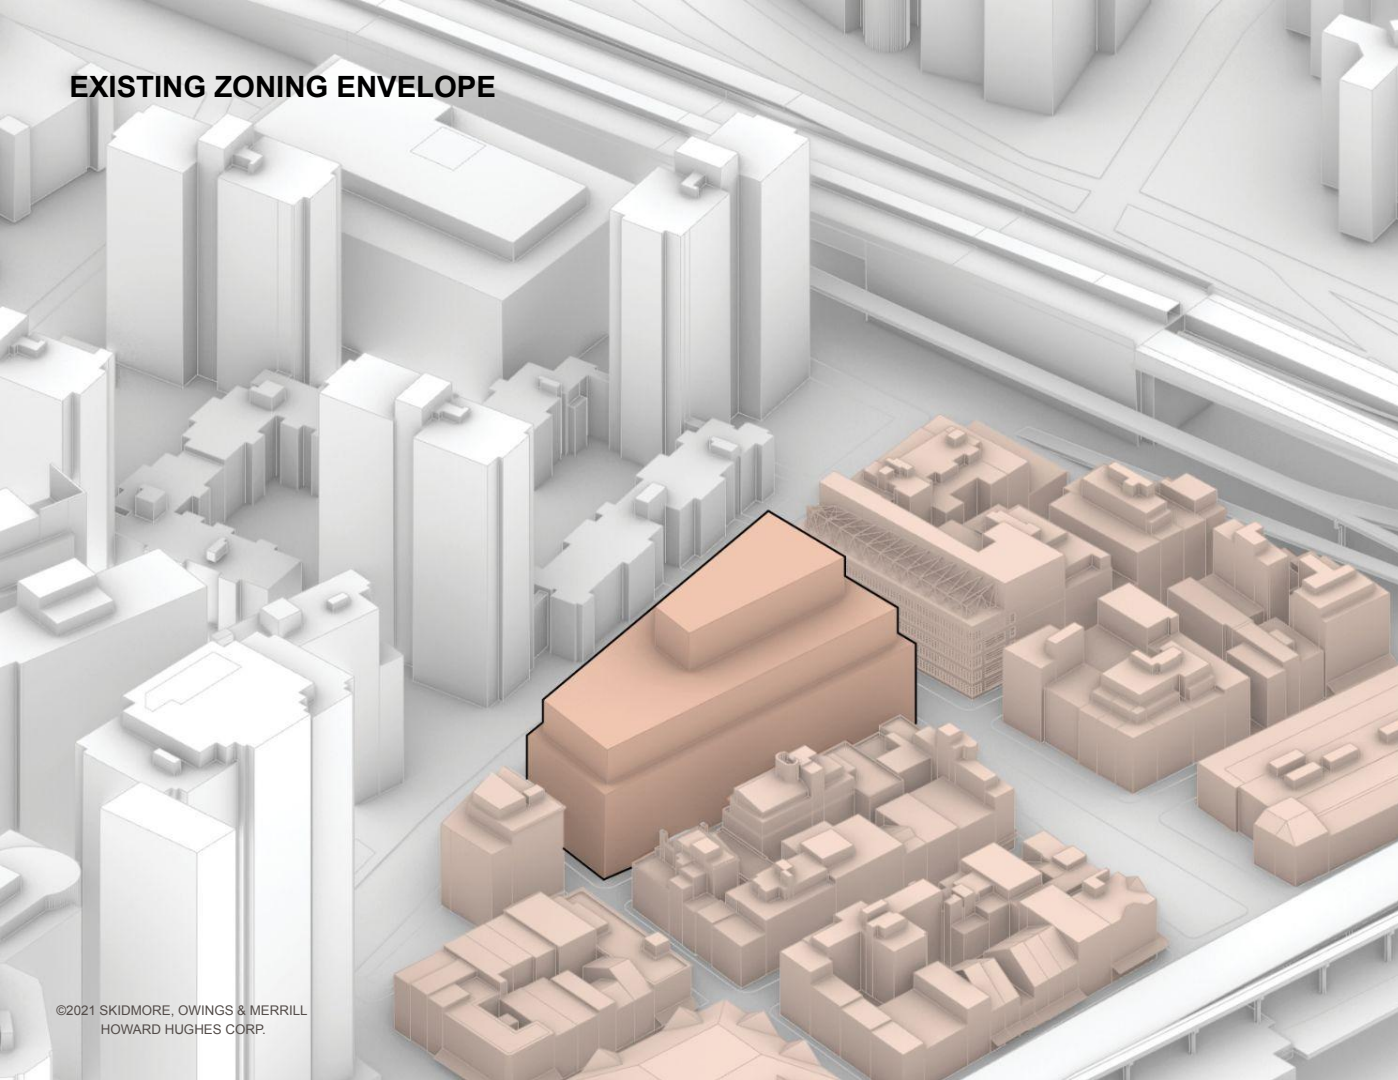 EXISTING ZONING ENVELOPE
©2021 SKIDMORE, OWINGS & MERRILL
HOWARD HUGHES CORP.